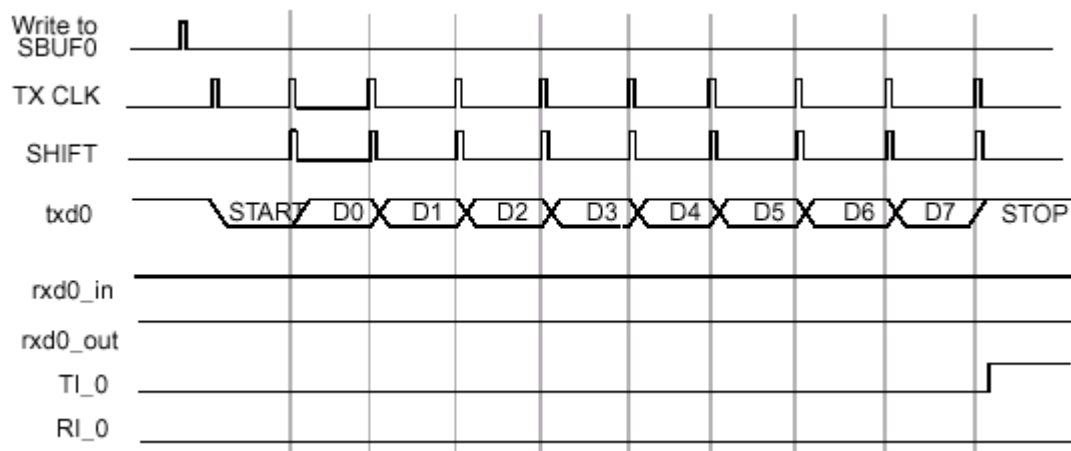 Write to
SBUF0
TX CLK
SHIFT
txd0 START D0 D1 D2 D3 D4 D5 D6 D7 STOP
rxd0_in
rxd0_out
TI_0
RI_0